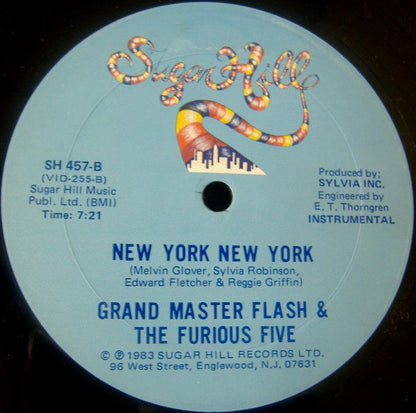 Sugar Hill
SH 457-B
(VID-255-B)
Sugar Hill Music
Publ. Ltd. (BMI)
Time: 7:21
Produced by:
SYLVIA INC.
Engineered by
E. T. Thorngren
INSTRUMENTAL
NEW YORK NEW YORK
(Melvin Glover, Sylvia Robinson,
Edward Fletcher & Reggie Griffin)
GRAND MASTER FLASH &
THE FURIOUS FIVE
© ℗ 1983 SUGAR HILL RECORDS LTD.
96 West Street, Englewood, N.J. 07631